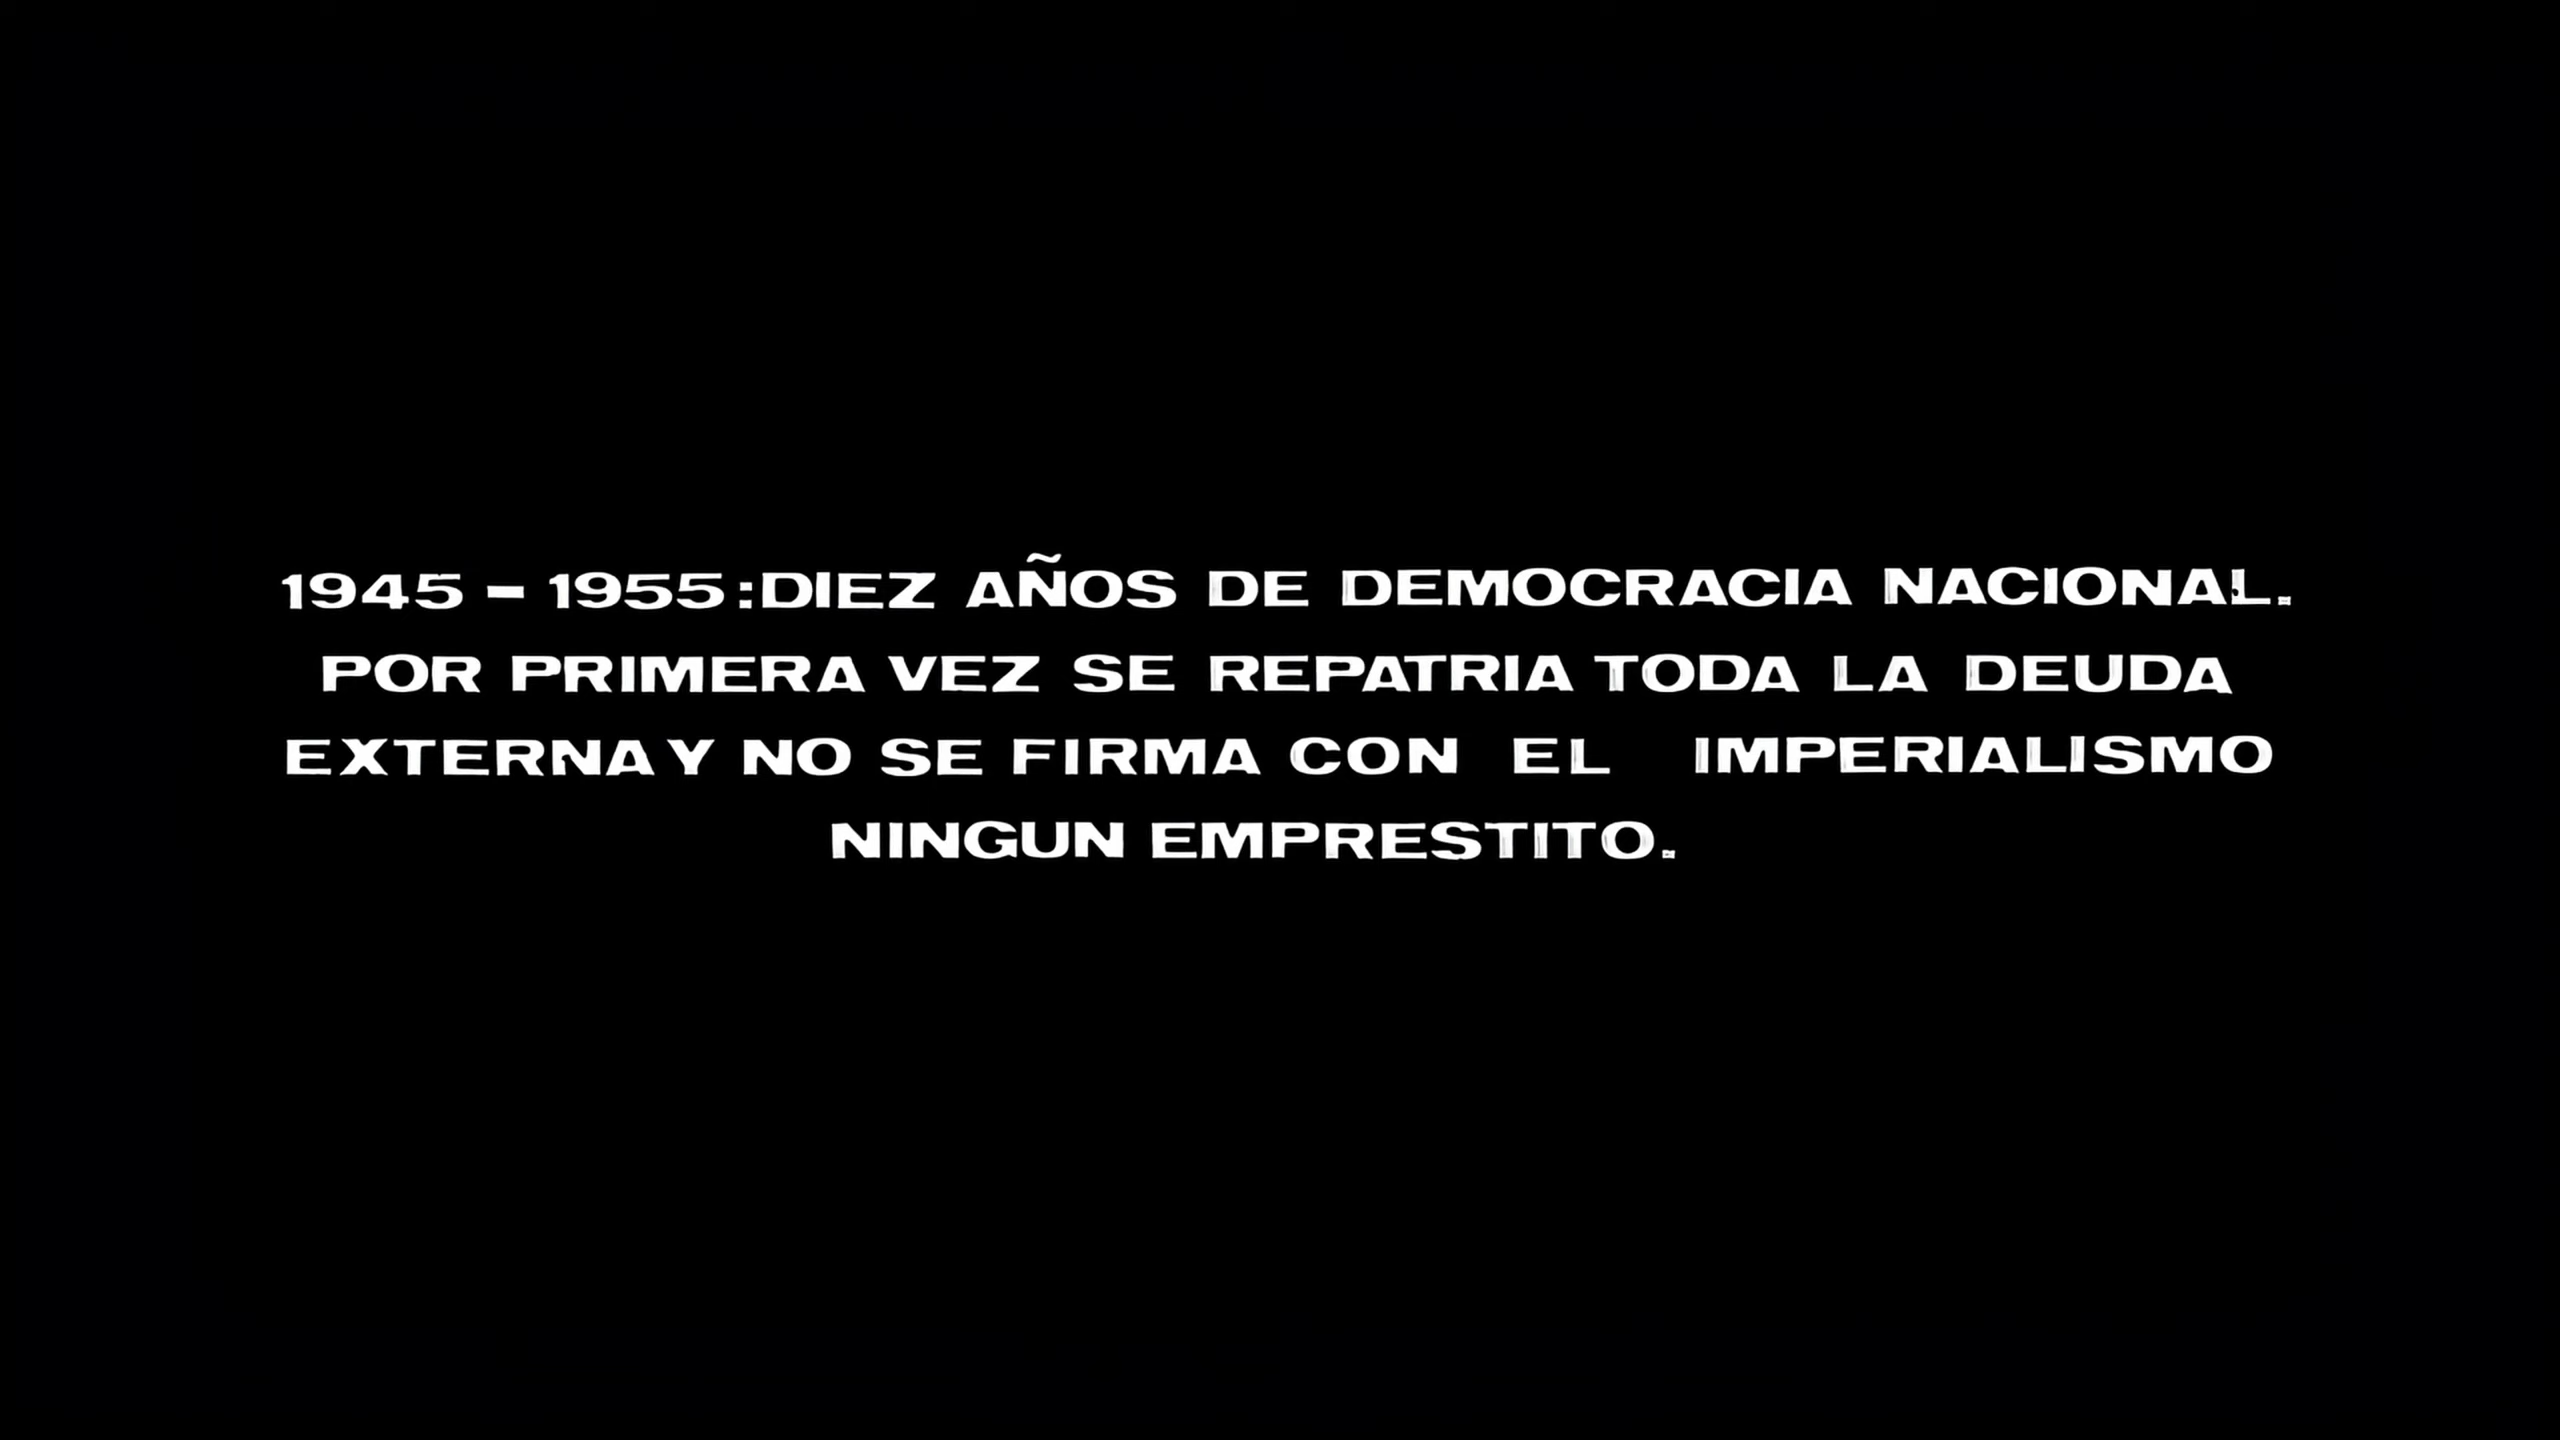 1945 – 1955:DIEZ AÑOS DE DEMOCRACIA NACIONAL.
POR PRIMERA VEZ SE REPATRIA TODA LA DEUDA
EXTERNA Y NO SE FIRMA CON EL IMPERIALISMO
NINGUN EMPRESTITO.